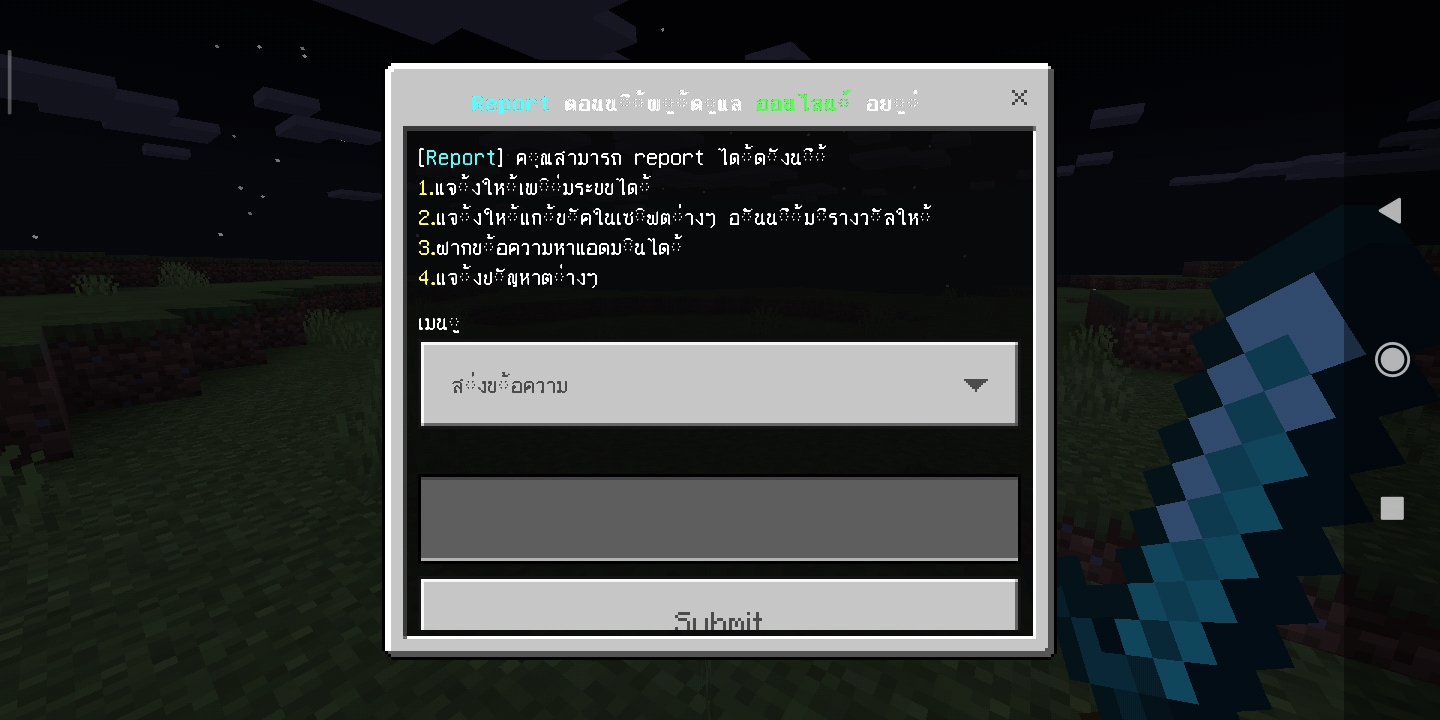 Report ตอนนี้ผู้ดูแล ออนไลน์ อยู่
[Report] คุณสามารถ report ได้ดังนี้
1.แจ้งให้เพิ่มระบบได้
2.แจ้งให้แก้บัคในเซิฟต่างๆ อันนี้มีรางวัลให้
3.ฝากข้อความหาแอดมินได้
4.แจ้งปัญหาต่างๆ
เมนู
ส่งข้อความ
Submit